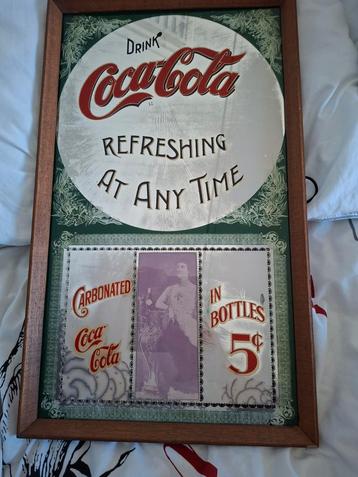 DRINK
Coca-Cola
REFRESHING
AT ANY TIME
CARBONATED
Coca-Cola
IN
BOTTLES
5¢